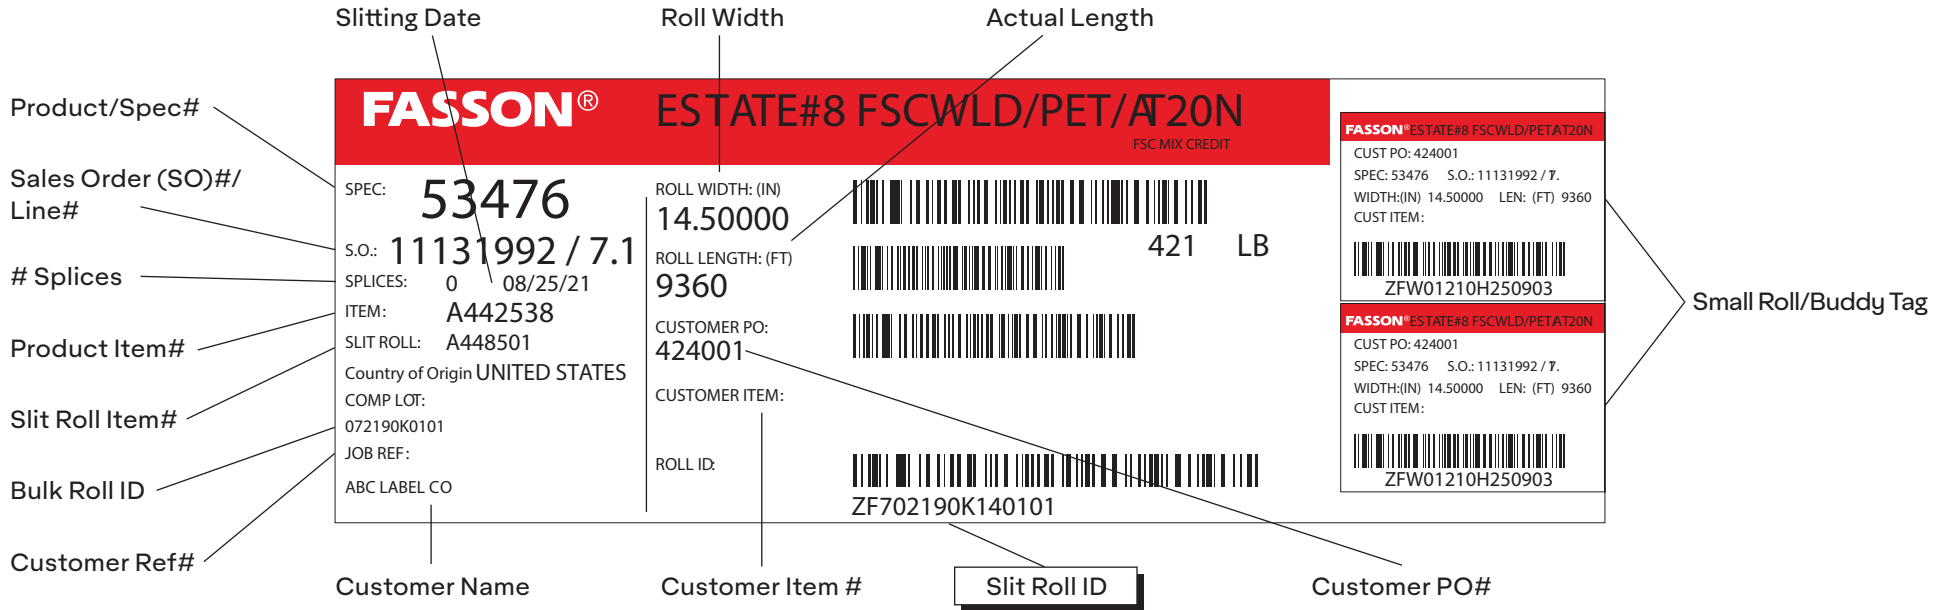 Slitting Date
Roll Width
Actual Length
Product/Spec#
Sales Order (SO)#/
Line#
# Splices
Product Item#
Slit Roll Item#
Bulk Roll ID
Customer Ref#
FASSON® ESTATE#8 FSCWLD/PET/AT20N
FSC MIX CREDIT
SPEC: 53476
S.O.: 11131992 / 7.1
SPLICES: 0 08/25/21
ITEM: A442538
SLIT ROLL: A448501
Country of Origin UNITED STATES
COMP LOT:
072190K0101
JOB REF:
ABC LABEL CO
ROLL WIDTH: (IN)
14.50000
421 LB
ROLL LENGTH: (FT)
9360
CUSTOMER PO:
424001
CUSTOMER ITEM:
ROLL ID:
ZF702190K140101
FASSON® ESTATE#8 FSCWLD/PET/AT20N
CUST PO: 424001
SPEC: 53476 S.O.: 11131992 /
WIDTH:(IN) 14.50000 LEN: (FT) 9360
CUST ITEM:
ZFW01210H250903
FASSON® ESTATE#8 FSCWLD/PET/AT20N
CUST PO: 424001
SPEC: 53476 S.O.: 11131992 /
WIDTH:(IN) 14.50000 LEN: (FT) 9360
CUST ITEM:
ZFW01210H250903
Small Roll/Buddy Tag
Customer Name
Customer Item #
Slit Roll ID
Customer PO#